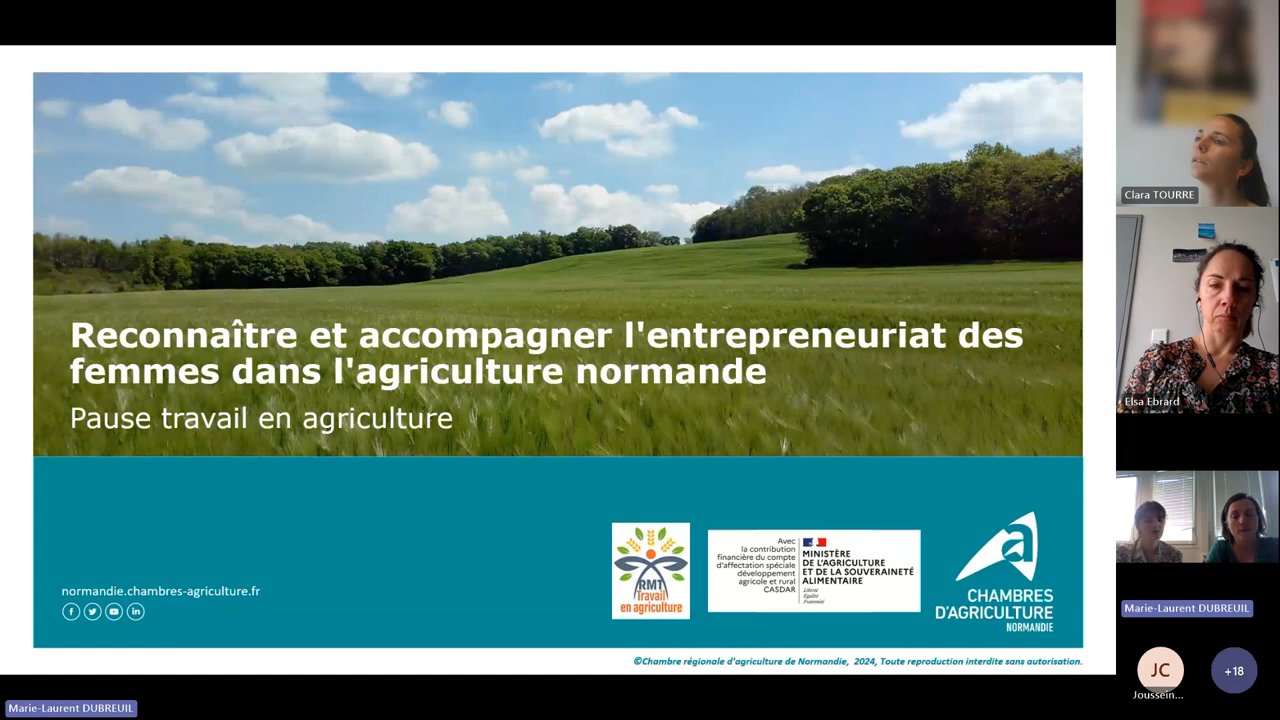 Reconnaître et accompagner l'entrepreneuriat des
femmes dans l'agriculture normande
Pause travail en agriculture
normandie.chambres-agriculture.fr
RMT
Travail
en agriculture
Avec
la contribution
financière du compte
d'affectation spéciale
développement
agricole et rural
CASDAR
MINISTÈRE
DE L'AGRICULTURE
ET DE LA SOUVERAINETÉ
ALIMENTAIRE
Liberté
Égalité
Fraternité
CHAMBRES
D'AGRICULTURE
NORMANDIE
©Chambre régionale d'agriculture de Normandie, 2024, Toute reproduction interdite sans autorisation.
Marie-Laurent DUBREUIL
Clara TOURRE
Elsa Ebrard
Marie-Laurent DUBREUIL
JC
Joussein...
+18